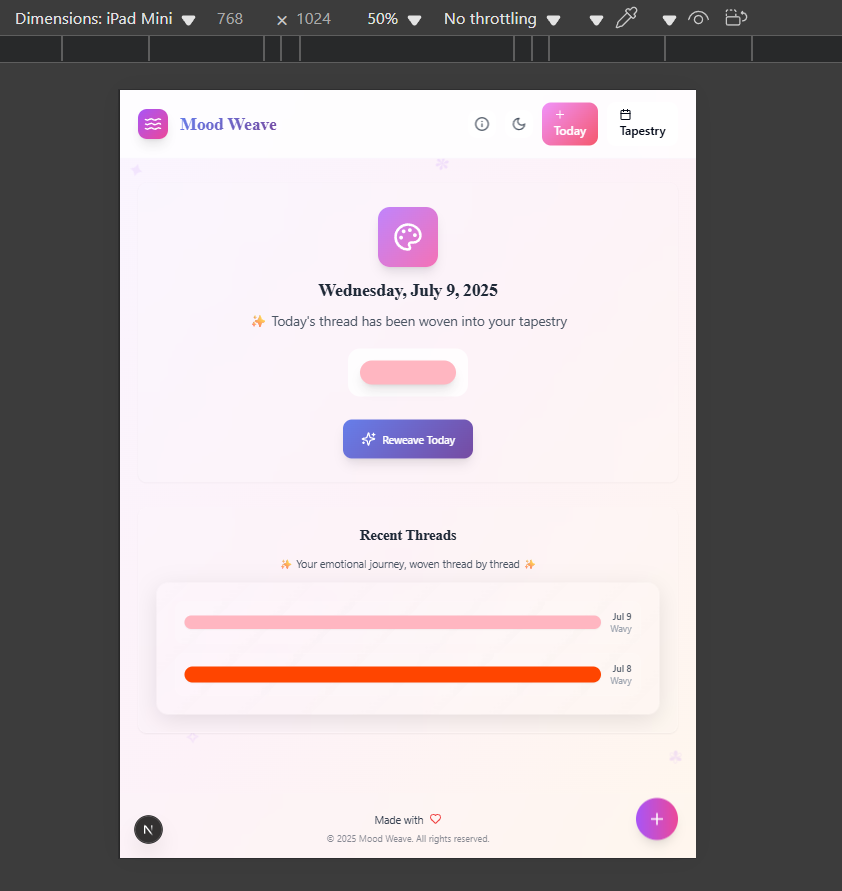 Dimensions: iPad Mini 768 × 1024 50% No throttling
Mood Weave
Today
Tapestry
Wednesday, July 9, 2025
✨ Today's thread has been woven into your tapestry
Reweave Today
Recent Threads
✨ Your emotional journey, woven thread by thread ✨
Jul 9
Wavy
Jul 8
Wavy
Made with
© 2025 Mood Weave. All rights reserved.
N